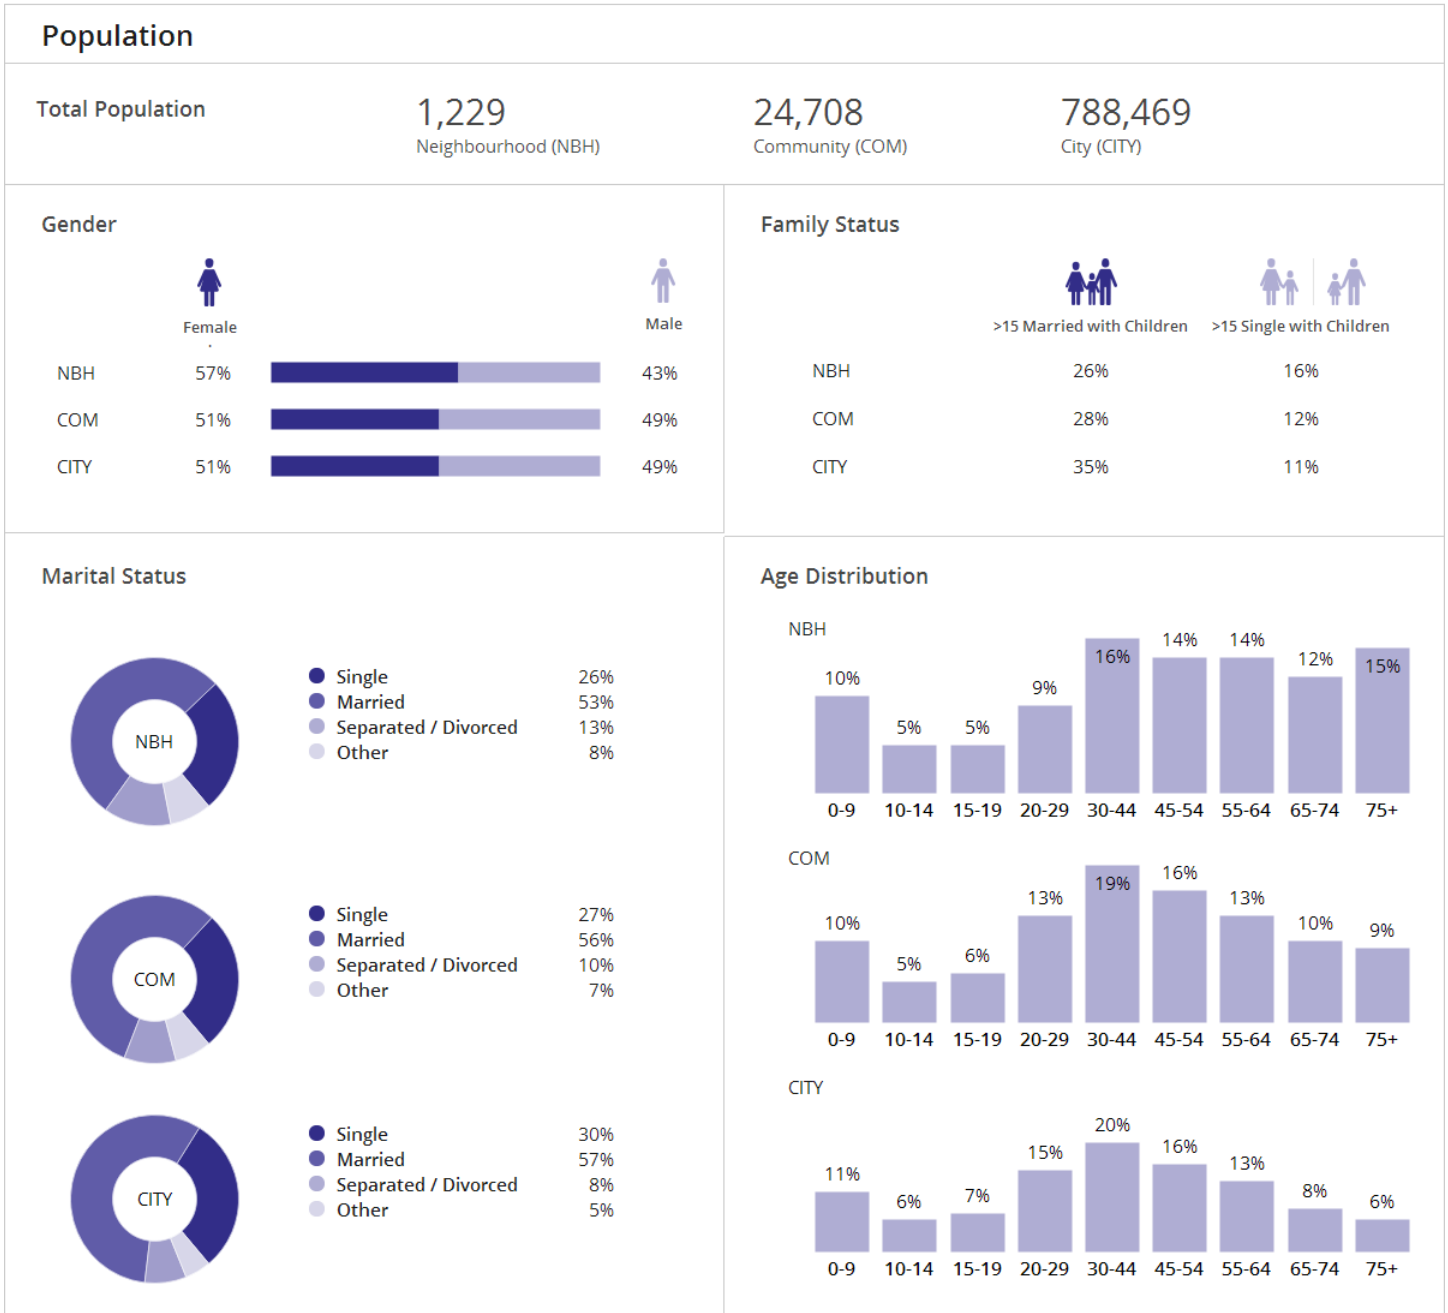 Population
Total Population
1,229
Neighbourhood (NBH)
24,708
Community (COM)
788,469
City (CITY)
Gender
Female
Male
NBH 57% 43%
COM 51% 49%
CITY 51% 49%
Family Status
>15 Married with Children >15 Single with Children
NBH 26% 16%
COM 28% 12%
CITY 35% 11%
Marital Status
NBH
Single 26%
Married 53%
Separated / Divorced 13%
Other 8%
COM
Single 27%
Married 56%
Separated / Divorced 10%
Other 7%
CITY
Single 30%
Married 57%
Separated / Divorced 8%
Other 5%
Age Distribution
NBH
10% 5% 5% 9% 16% 14% 14% 12% 15%
0-9 10-14 15-19 20-29 30-44 45-54 55-64 65-74 75+
COM
10% 5% 6% 13% 19% 16% 13% 10% 9%
0-9 10-14 15-19 20-29 30-44 45-54 55-64 65-74 75+
CITY
11% 6% 7% 15% 20% 16% 13% 8% 6%
0-9 10-14 15-19 20-29 30-44 45-54 55-64 65-74 75+